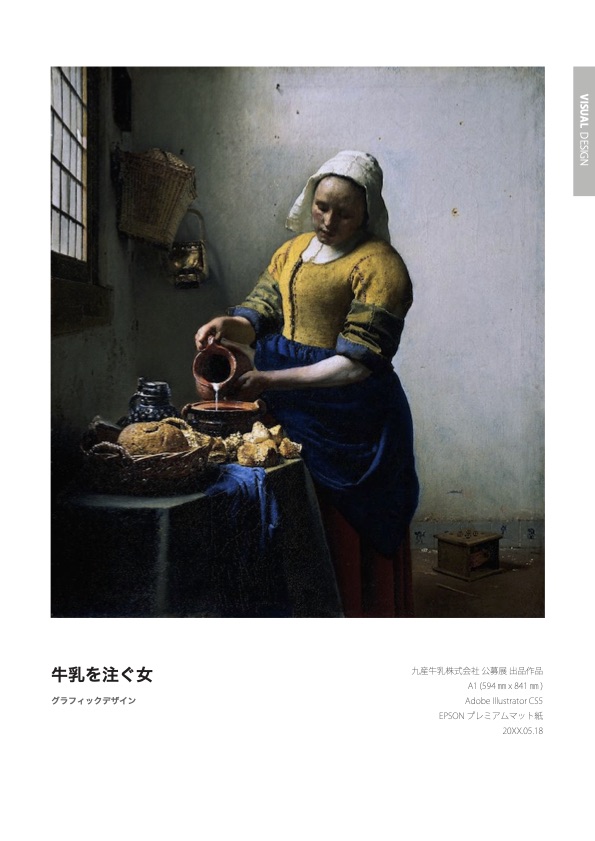 VISUAL DESIGN
牛乳を注ぐ女
グラフィックデザイン
九産牛乳株式会社 公募展 出品作品
A1 (594 ㎜ x 841 ㎜ )
Adobe Illustrator CS5
EPSON プレミアムマット紙
20XX.05.18